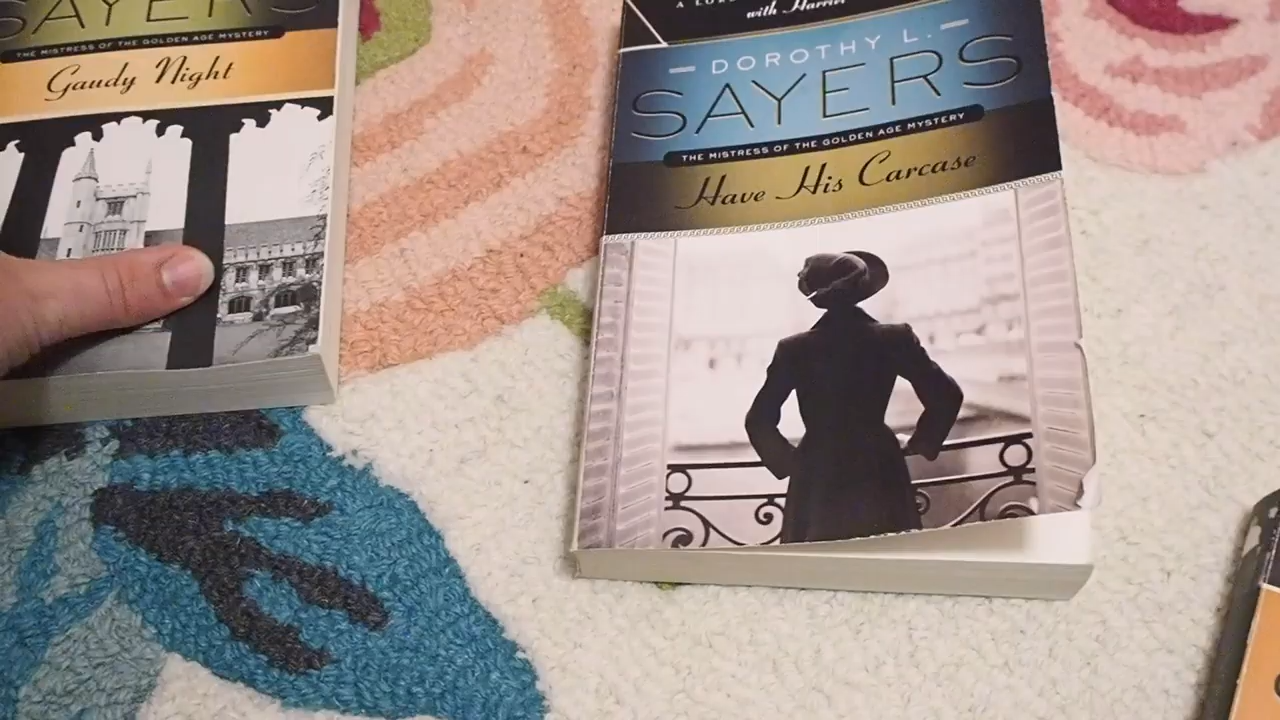 SAYERS
THE MISTRESS OF THE GOLDEN AGE MYSTERY
Gaudy Night
with Harriet
DOROTHY L.
SAYERS
THE MISTRESS OF THE GOLDEN AGE MYSTERY
Have His Carcase